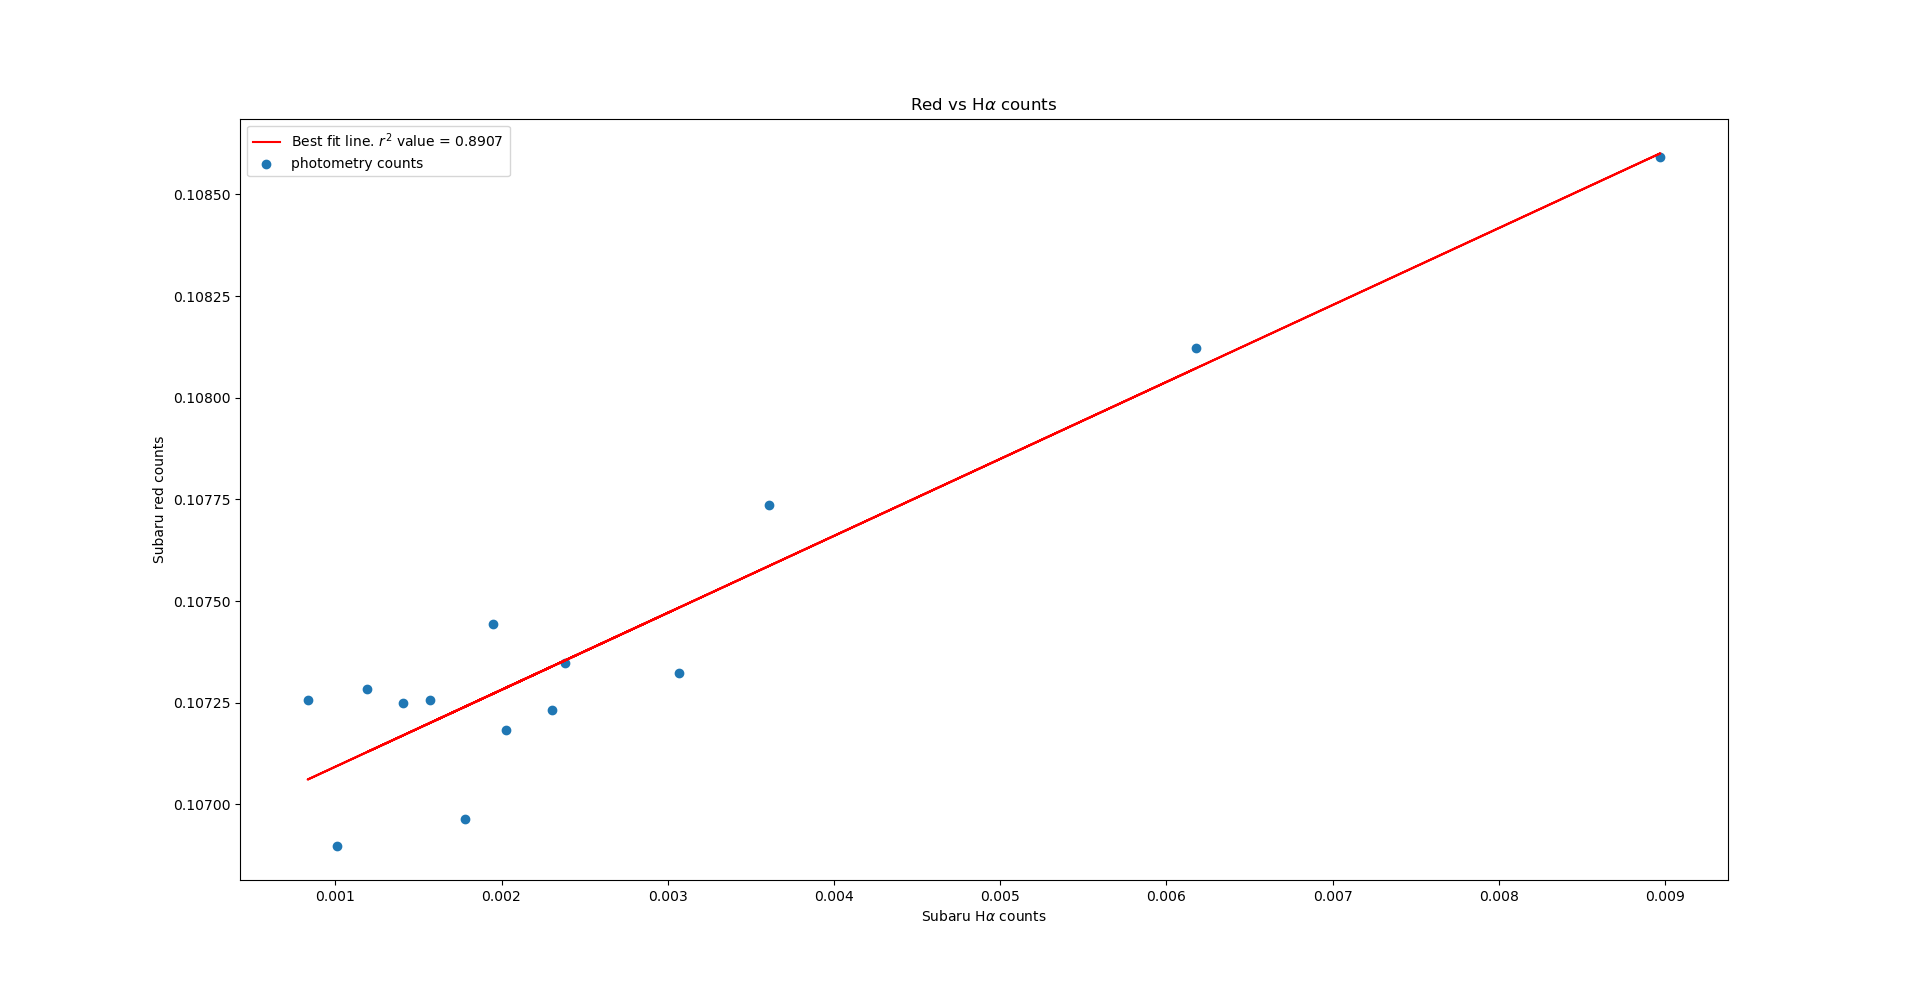 Red vs Hα counts
Best fit line. r² value = 0.8907
photometry counts
Subaru red counts
0.10850
0.10825
0.10800
0.10775
0.10750
0.10725
0.10700
0.001 0.002 0.003 0.004 0.005 0.006 0.007 0.008 0.009
Subaru Hα counts